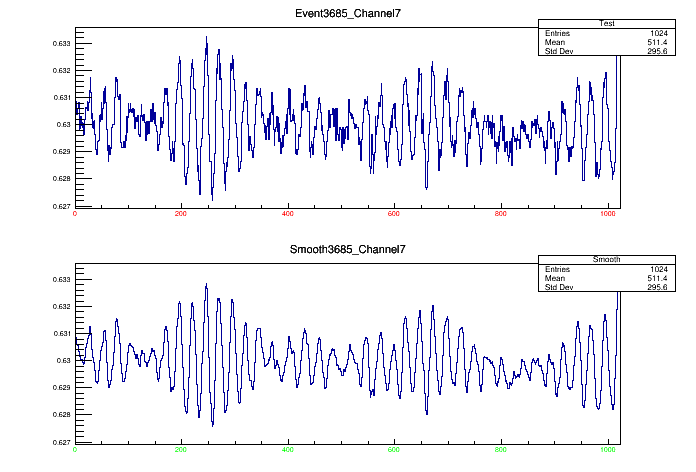 Event3685_Channel7
Test
Entries 1024
Mean 511.4
Std Dev 295.6
0.633
0.632
0.631
0.63
0.629
0.628
0.627
0 200 400 600 800 1000
Smooth3685_Channel7
Smooth
Entries 1024
Mean 511.4
Std Dev 295.6
0.633
0.632
0.631
0.63
0.629
0.628
0.627
0 200 400 600 800 1000